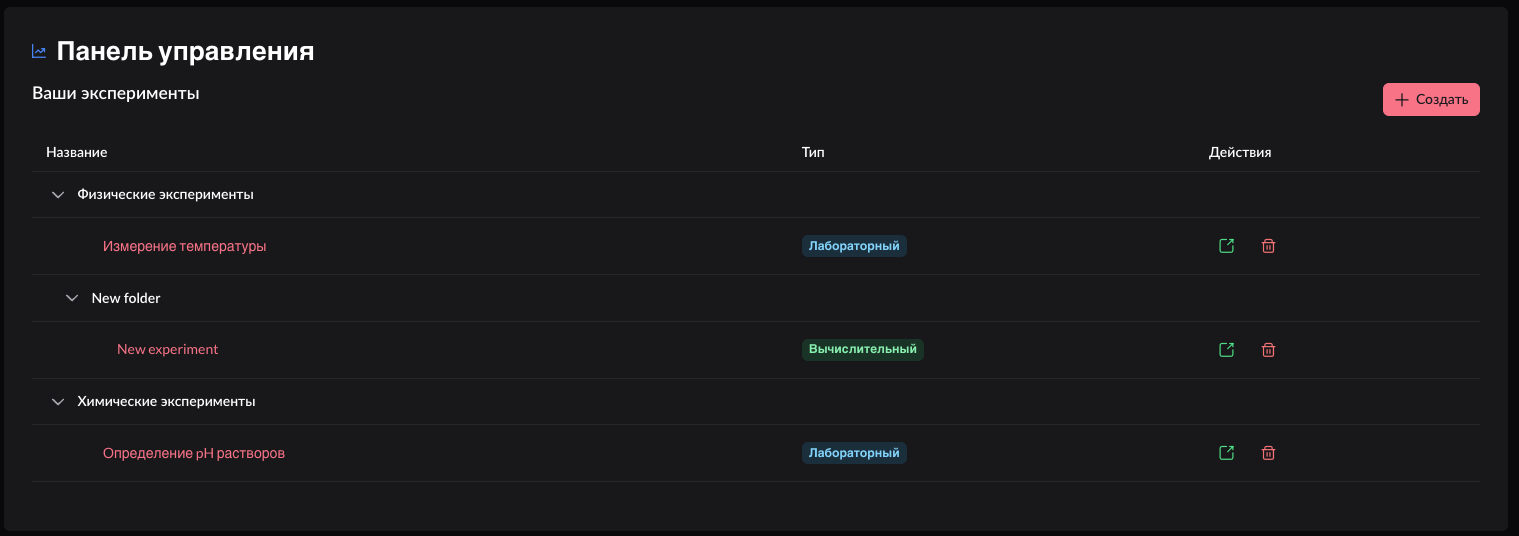 Панель управления
Ваши эксперименты
Создать
Название Тип Действия
Физические эксперименты
Измерение температуры Лабораторный
New folder
New experiment Вычислительный
Химические эксперименты
Определение pH растворов Лабораторный